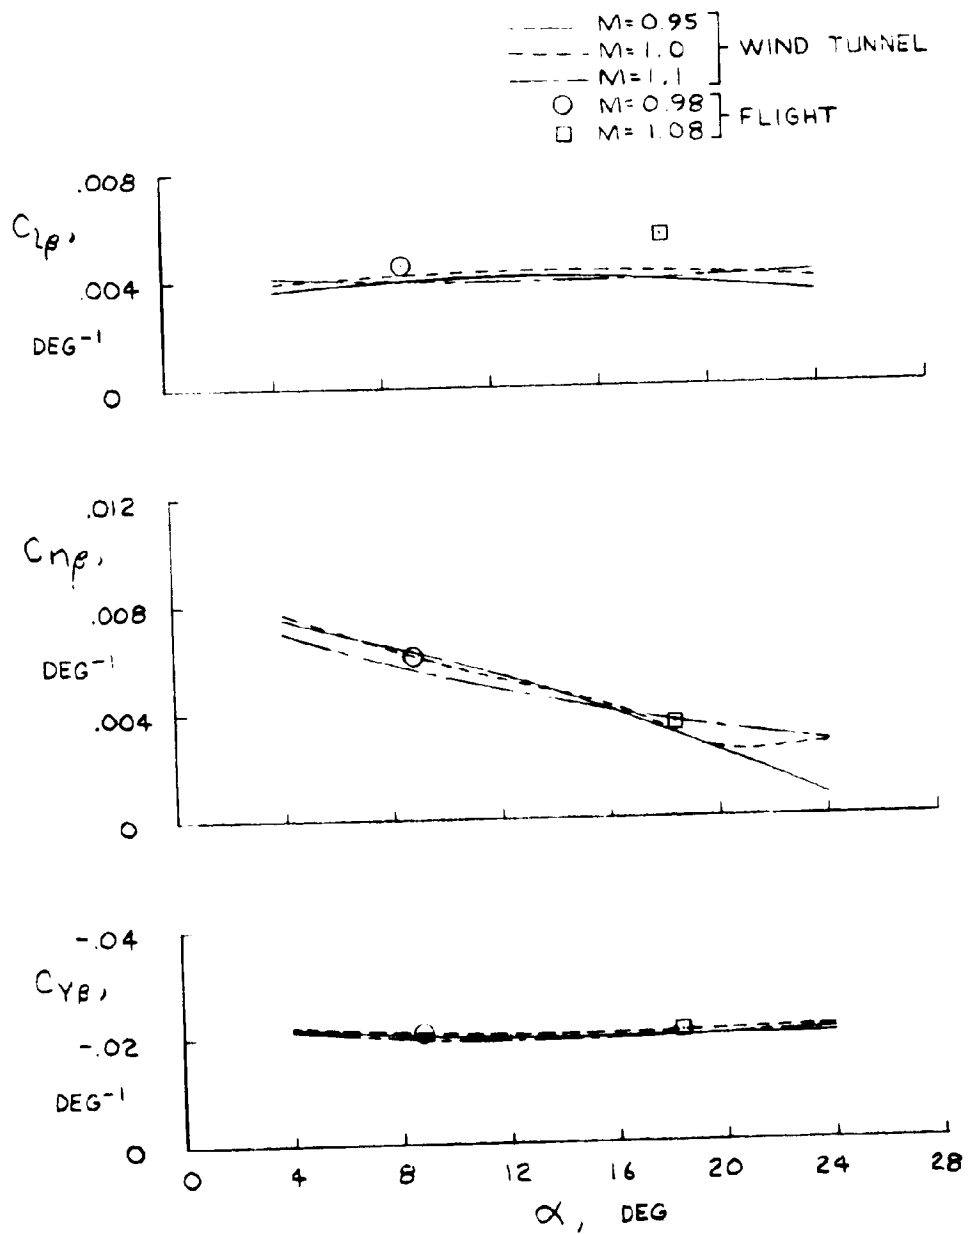 M=0.95
M=1.0
WIND TUNNEL
M=1.1
M=0.98
FLIGHT
M=1.08
.008
Clβ,
.004
DEG⁻¹
0
.012
Cnβ,
.008
DEG⁻¹
.004
0
-.04
CYβ,
-.02
DEG⁻¹
0
0 4 8 12 16 20 24 28
α, DEG